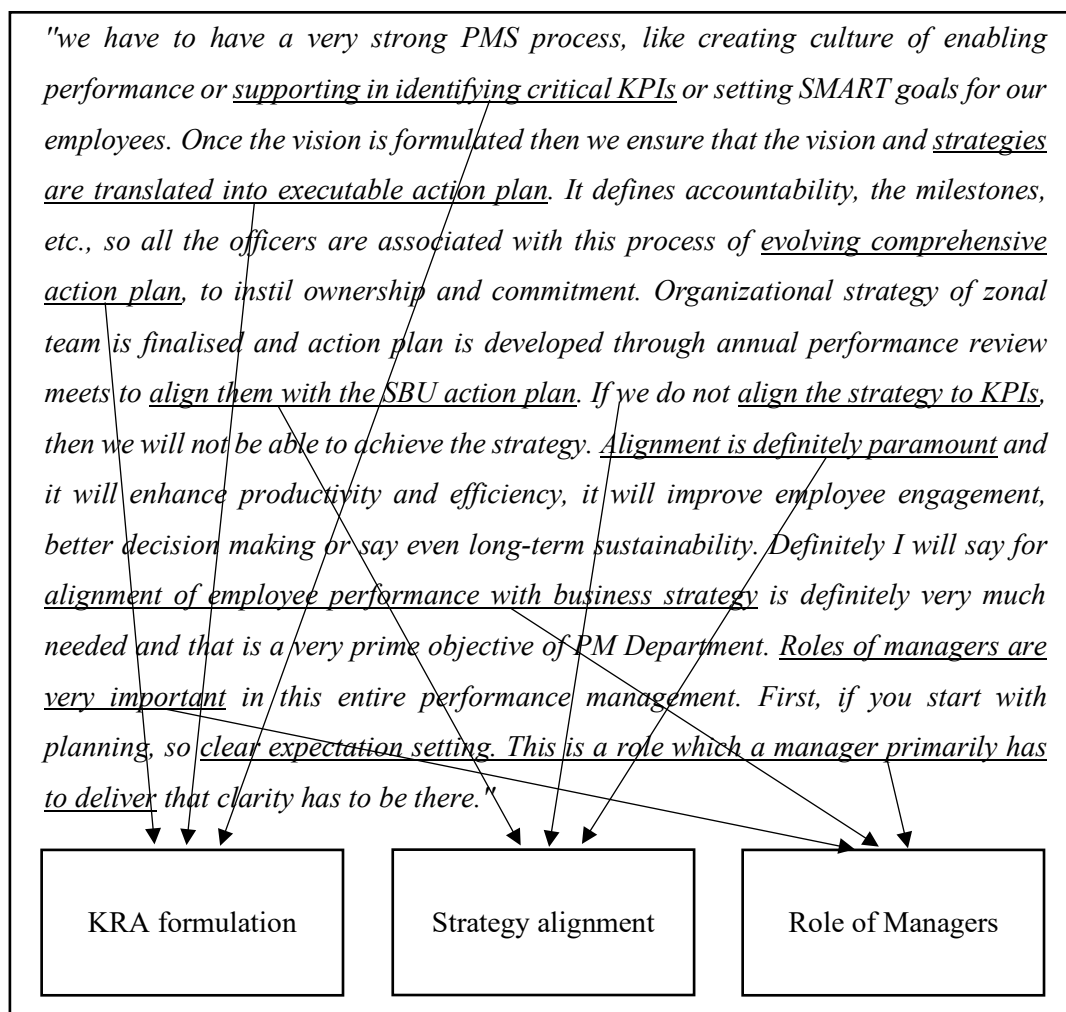 "we have to have a very strong PMS process, like creating culture of enabling
performance or supporting in identifying critical KPIs or setting SMART goals for our
employees. Once the vision is formulated then we ensure that the vision and strategies
are translated into executable action plan. It defines accountability, the milestones,
etc., so all the officers are associated with this process of evolving comprehensive
action plan, to instil ownership and commitment. Organizational strategy of zonal
team is finalised and action plan is developed through annual performance review
meets to align them with the SBU action plan. If we do not align the strategy to KPIs,
then we will not be able to achieve the strategy. Alignment is definitely paramount and
it will enhance productivity and efficiency, it will improve employee engagement,
better decision making or say even long-term sustainability. Definitely I will say for
alignment of employee performance with business strategy is definitely very much
needed and that is a very prime objective of PM Department. Roles of managers are
very important in this entire performance management. First, if you start with
planning, so clear expectation setting. This is a role which a manager primarily has
to deliver that clarity has to be there."
KRA formulation
Strategy alignment
Role of Managers